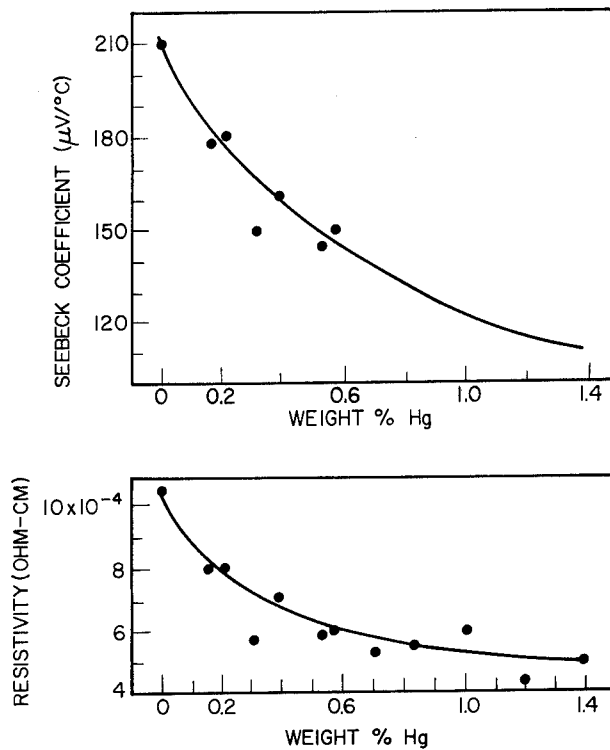 SEEBECK COEFFICIENT (μV/°C)
210
180
150
120
0 0.2 0.6 1.0 1.4
WEIGHT % Hg
RESISTIVITY (OHM-CM)
10x10⁻⁴
8
6
4
0 0.2 0.6 1.0 1.4
WEIGHT % Hg